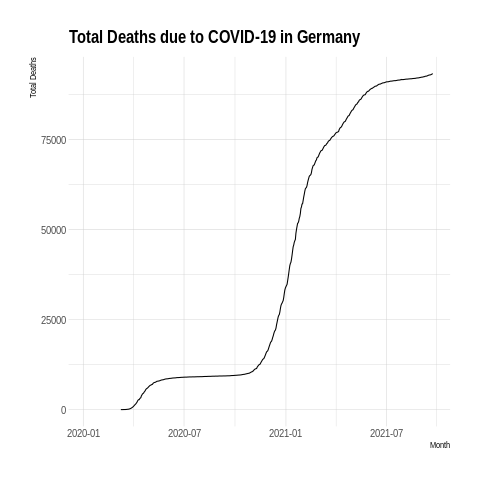 Total Deaths due to COVID-19 in Germany
Total Deaths
75000
50000
25000
0
2020-01 2020-07 2021-01 2021-07
Month